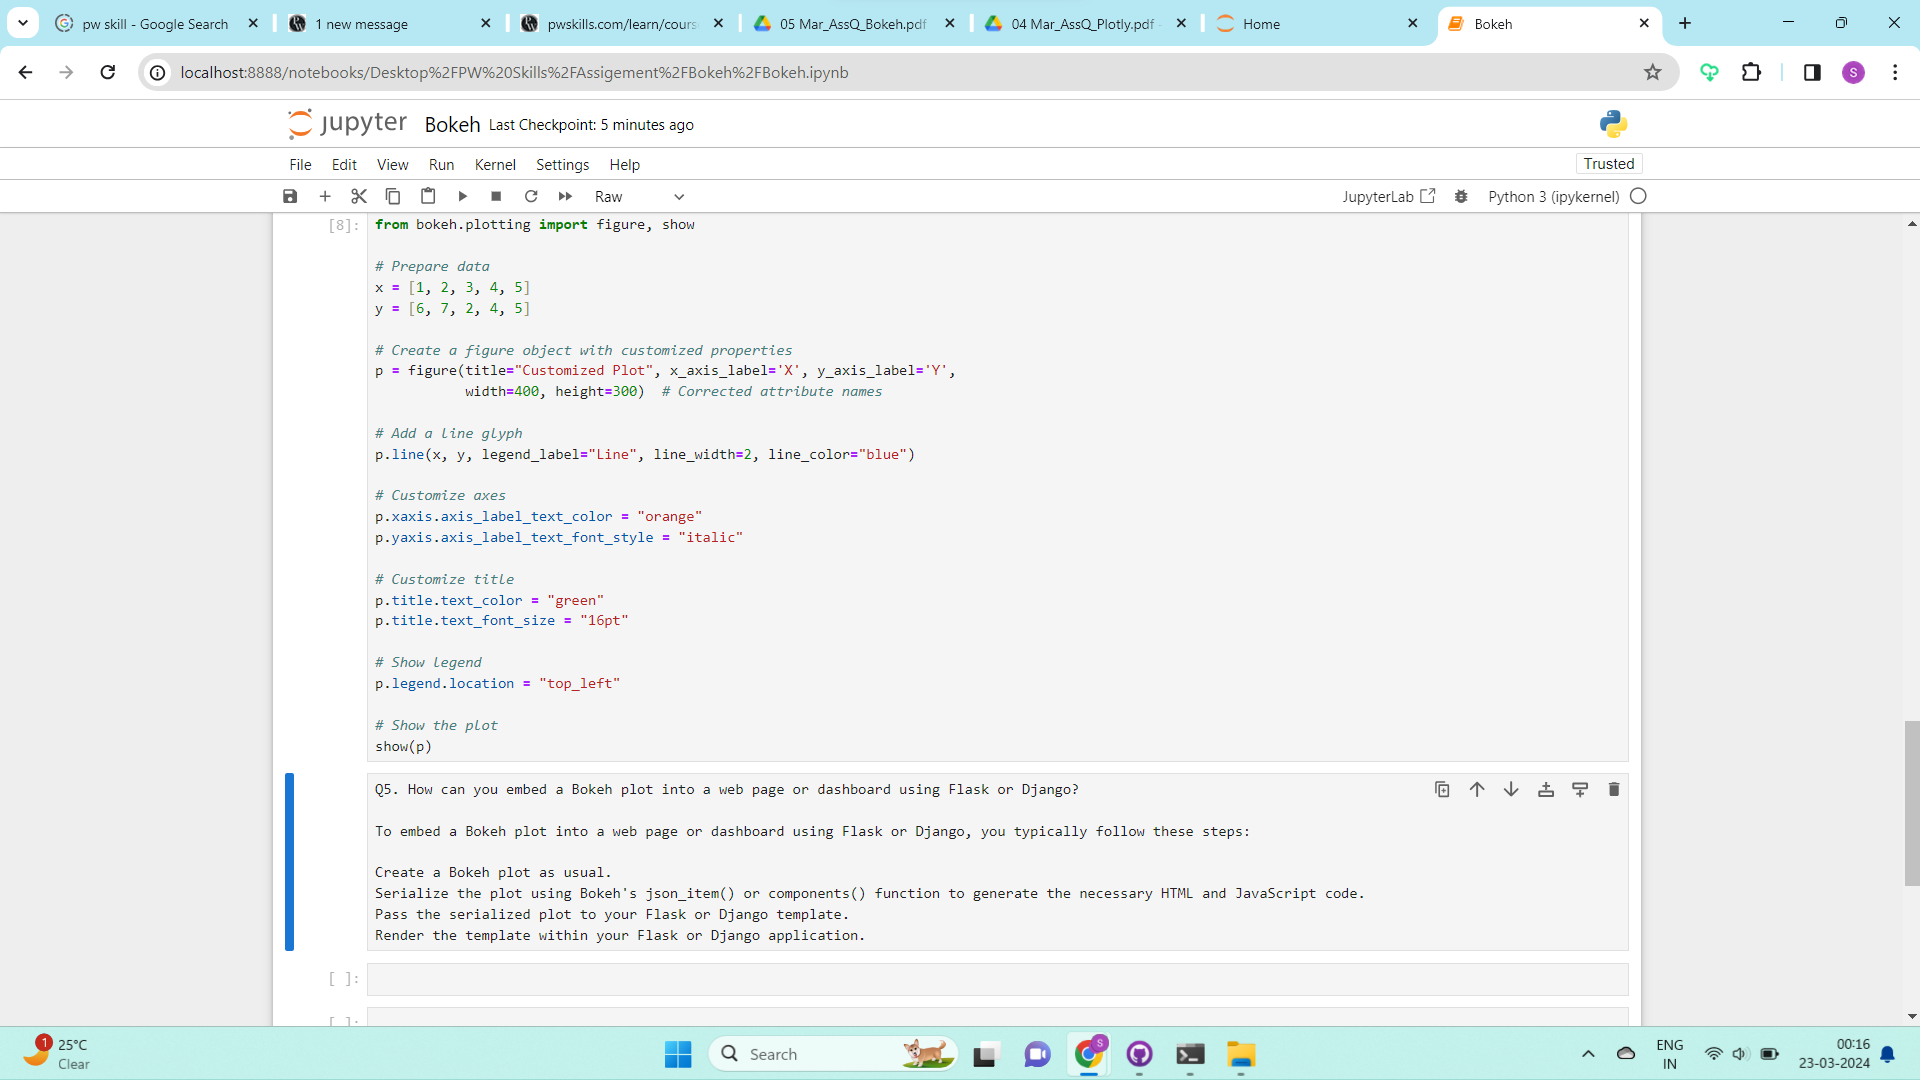 pw skill - Google Search
1 new message
pwskills.com/learn/cours
05 Mar_AssQ_Bokeh.pdf
04 Mar_AssQ_Plotly.pdf
Home
Bokeh
localhost:8888/notebooks/Desktop%2FPW%20Skills%2FAssigement%2FBokeh%2FBokeh.ipynb
S
jupyter Bokeh Last Checkpoint: 5 minutes ago
File Edit View Run Kernel Settings Help
Trusted
Raw
JupyterLab
Python 3 (ipykernel)
[8]: from bokeh.plotting import figure, show
# Prepare data
x = [1, 2, 3, 4, 5]
y = [6, 7, 2, 4, 5]
# Create a figure object with customized properties
p = figure(title="Customized Plot", x_axis_label='X', y_axis_label='Y',
width=400, height=300)  # Corrected attribute names
# Add a line glyph
p.line(x, y, legend_label="Line", line_width=2, line_color="blue")
# Customize axes
p.xaxis.axis_label_text_color = "orange"
p.yaxis.axis_label_text_font_style = "italic"
# Customize title
p.title.text_color = "green"
p.title.text_font_size = "16pt"
# Show legend
p.legend.location = "top_left"
# Show the plot
show(p)
Q5. How can you embed a Bokeh plot into a web page or dashboard using Flask or Django?
To embed a Bokeh plot into a web page or dashboard using Flask or Django, you typically follow these steps:
Create a Bokeh plot as usual.
Serialize the plot using Bokeh's json_item() or components() function to generate the necessary HTML and JavaScript code.
Pass the serialized plot to your Flask or Django template.
Render the template within your Flask or Django application.
[ ]:
[ ]:
1
25°C
Clear
Search
S
ENG
IN
00:16
23-03-2024